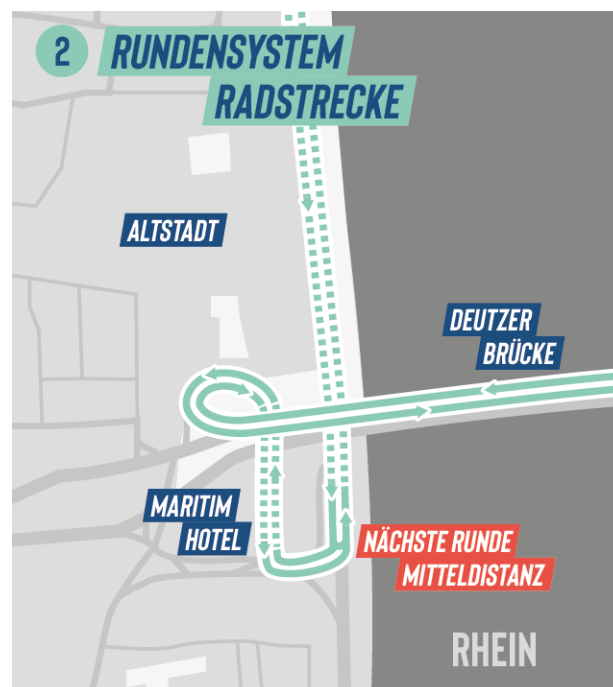 2 RUNDENSYSTEM
RADSTRECKE
ALTSTADT
DEUTZER
BRÜCKE
MARITIM
HOTEL
NÄCHSTE RUNDE
MITTELDISTANZ
RHEIN